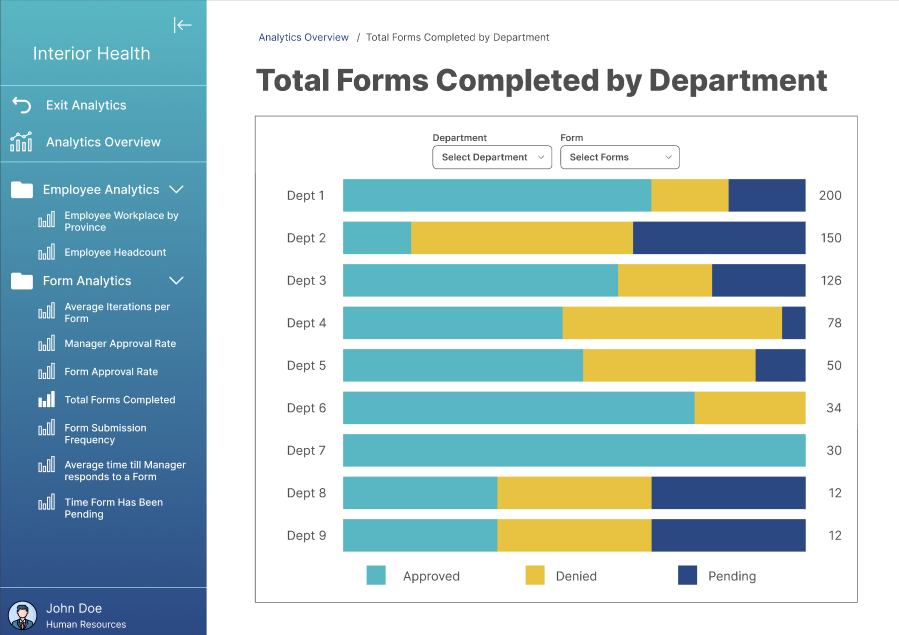 Interior Health
Exit Analytics
Analytics Overview
Employee Analytics
Employee Workplace by
Province
Employee Headcount
Form Analytics
Average Iterations per
Form
Manager Approval Rate
Form Approval Rate
Total Forms Completed
Form Submission
Frequency
Average time till Manager
responds to a Form
Time Form Has Been
Pending
John Doe
Human Resources
Analytics Overview / Total Forms Completed by Department
Total Forms Completed by Department
Department Form
Select Department Select Forms
Dept 1 200
Dept 2 150
Dept 3 126
Dept 4 78
Dept 5 50
Dept 6 34
Dept 7 30
Dept 8 12
Dept 9 12
Approved Denied Pending